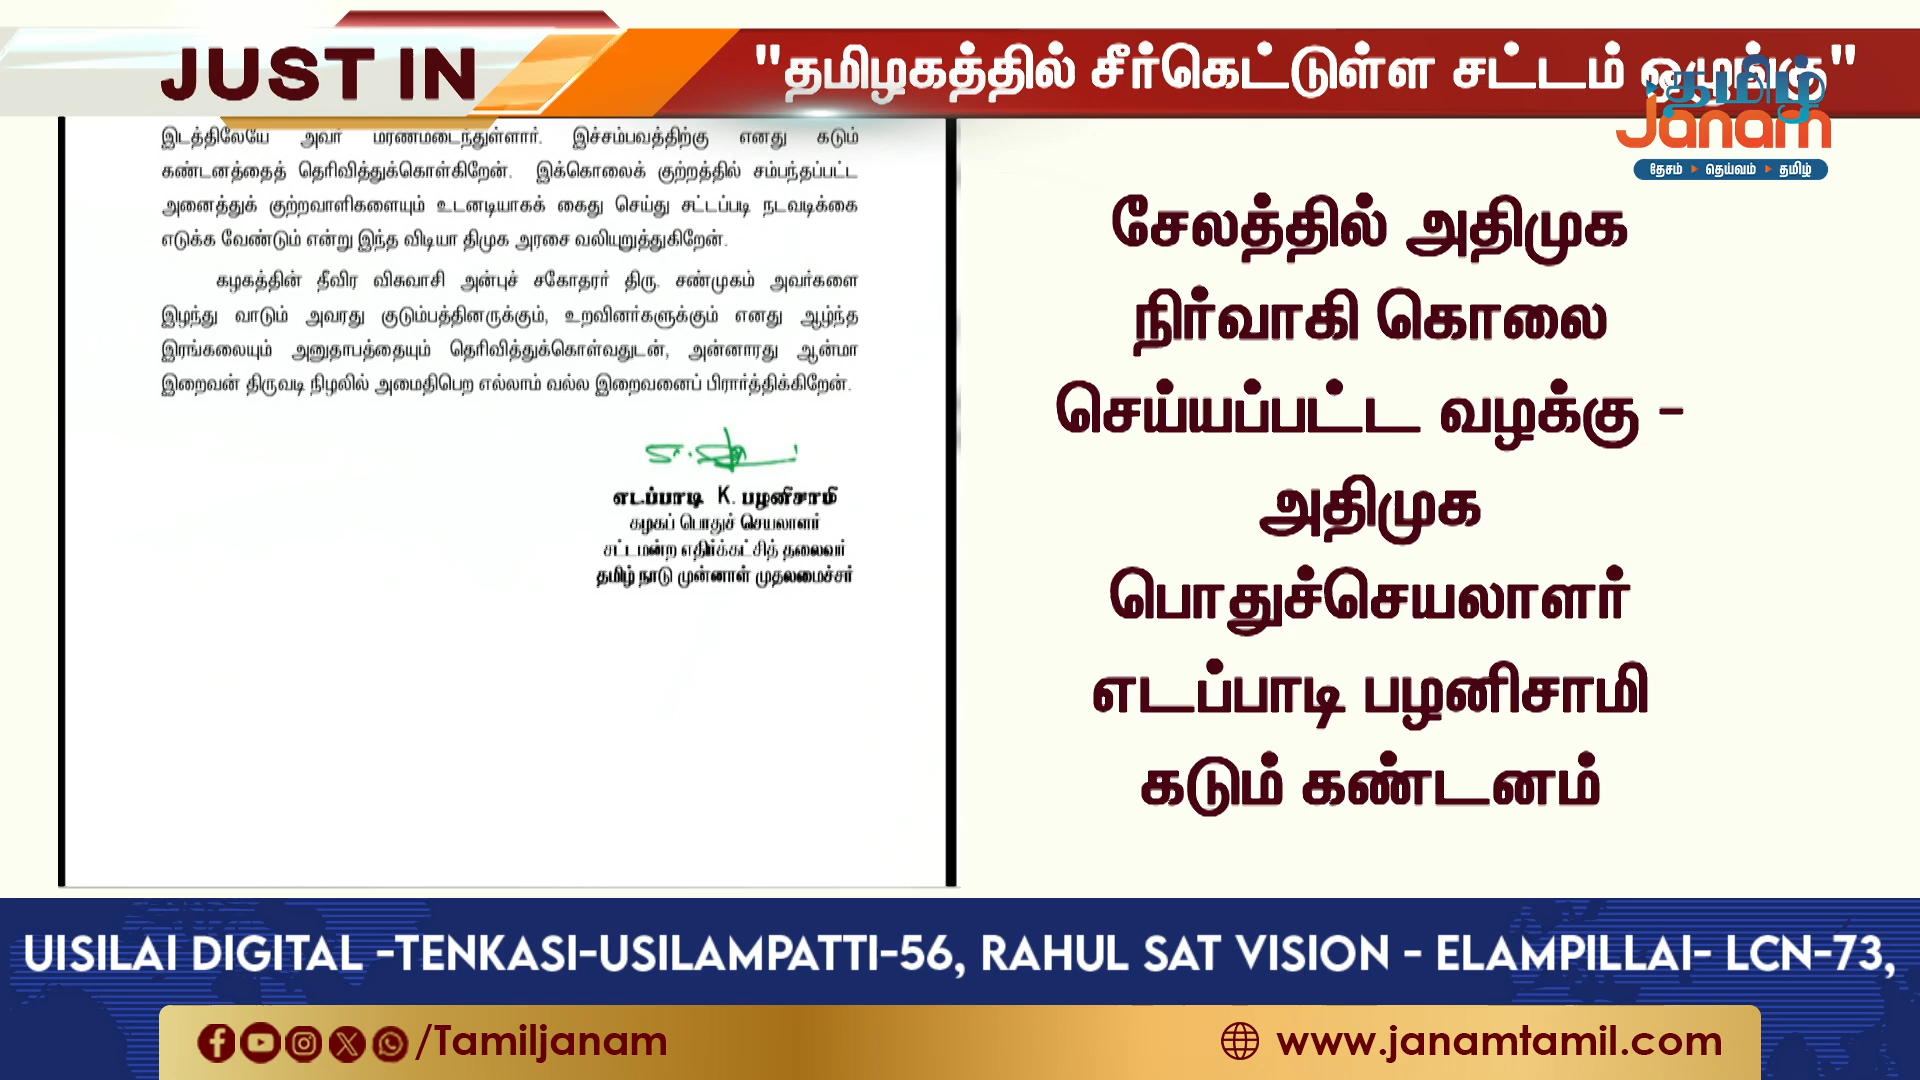 JUST IN
"தமிழகத்தில் சீர்கெட்டுள்ள சட்டம் ஒழுங்கு"
தமிழ்
Janam
தேசம் தெய்வம் தமிழ்
இடத்திலேயே அவர் மரணமடைந்துள்ளார். இச்சம்பவத்திற்கு எனது கடும்
கண்டனத்தைத் தெரிவித்துக்கொள்கிறேன். இக்கொலைக் குற்றத்தில் சம்பந்தப்பட்ட
அனைத்துக் குற்றவாளிகளையும் உடனடியாகக் கைது செய்து சட்டப்படி நடவடிக்கை
எடுக்க வேண்டும் என்று இந்த விடியா திமுக அரசை வலியுறுத்துகிறேன்.
கழகத்தின் தீவிர விசுவாசி அன்புச் சகோதரர் திரு. சண்முகம் அவர்களை
இழந்து வாடும் அவரது குடும்பத்தினருக்கும், உறவினர்களுக்கும் எனது ஆழ்ந்த
இரங்கலையும் அனுதாபத்தையும் தெரிவித்துக்கொள்வதுடன், அன்னாரது ஆன்மா
இறைவன் திருவடி நிழலில் அமைதிபெற எல்லாம் வல்ல இறைவனைப் பிரார்த்திக்கிறேன்.
எடப்பாடி K. பழனிசாமி
கழகப் பொதுச் செயலாளர்
சட்டமன்ற எதிர்க்கட்சித் தலைவர்
தமிழ் நாடு முன்னாள் முதலமைச்சர்
சேலத்தில் அதிமுக
நிர்வாகி கொலை
செய்யப்பட்ட வழக்கு -
அதிமுக
பொதுச்செயலாளர்
எடப்பாடி பழனிசாமி
கடும் கண்டனம்
UISILAI DIGITAL -TENKASI-USILAMPATTI-56, RAHUL SAT VISION - ELAMPILLAI- LCN-73,
/Tamiljanam
www.janamtamil.com